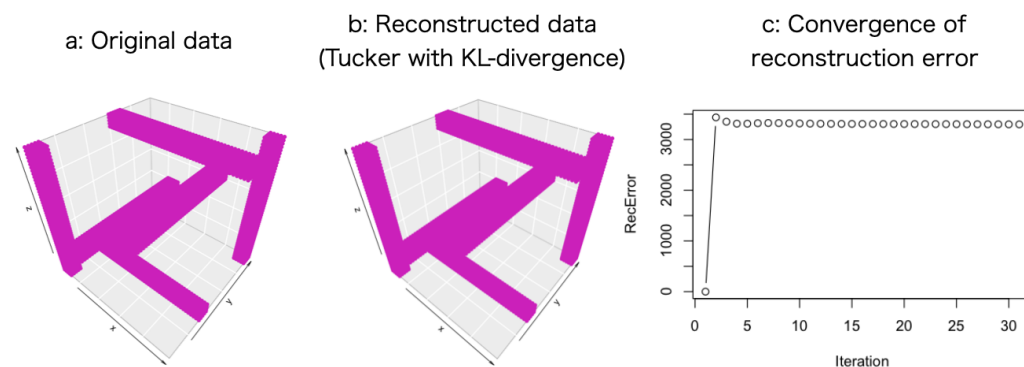 a: Original data
b: Reconstructed data
(Tucker with KL-divergence)
c: Convergence of
reconstruction error
z
x
y
z
x
y
RecError
3000
2000
1000
0
0 5 10 15 20 25 30
Iteration